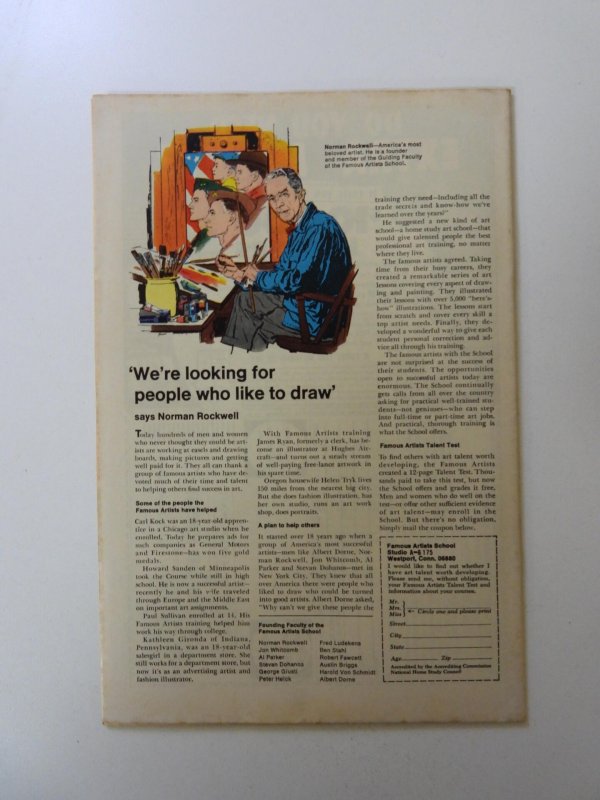 Norman Rockwell—America's most
beloved artist. He is a founder
and member of the Guiding Faculty
of the Famous Artists School.
'We're looking for
people who like to draw'
says Norman Rockwell
Today hundreds of men and women
who never thought they could be art-
ists are working at easels and drawing
boards, making pictures and getting
well paid for it. They all can thank a
group of famous artists who have de-
voted much of their time and talent
to helping others find success in art.
Some of the people the
Famous Artists have helped
Carl Kock was an 18-year-old appren-
tice in a Chicago art studio when he
enrolled. Today he prepares ads for
such companies as General Motors
and Firestone—has won five gold
medals.
Howard Sanden of Minneapolis
took the Course while still in high
school. He is now a successful artist—
recently he and his wife traveled
through Europe and the Middle East
on important art assignments.
Paul Sullivan enrolled at 14. His
Famous Artists training helped him
work his way through college.
Kathleen Gironda of Indiana,
Pennsylvania, was an 18-year-old
salesgirl in a department store. She
still works for a department store, but
now it's as an advertising artist and
fashion illustrator.
With Famous Artists training
James Ryan, formerly a clerk, has be-
come an illustrator at Hughes Air-
craft—and turns out a steady stream
of well-paying free-lance artwork in
his spare time.
Oregon housewife Helen Tryk lives
150 miles from the nearest big city.
But she does fashion illustration, has
her own studio, runs an art work
shop, does portraits.
A plan to help others
It started over 18 years ago when a
group of America's most successful
artists—men like Albert Dorne, Nor-
man Rockwell, Jon Whitcomb, Al
Parker and Stevan Dohanos—met in
New York City. They knew that all
over America there were people who
liked to draw who could be turned
into good artists. Albert Dorne asked,
"Why can't we give these people the
Founding Faculty of the
Famous Artists School
Norman Rockwell
Jon Whitcomb
Al Parker
Stevan Dohanos
George Giusti
Peter Helck
Fred Ludekens
Ben Stahl
Robert Fawcett
Austin Briggs
Harold Von Schmidt
Albert Dorne
training they need—including all the
trade secrets and know-how we've
learned over the years?"
He suggested a new kind of art
school—a home study art school—that
would give talented people the best
professional art training, no matter
where they live.
The famous artists agreed. Taking
time from their busy careers, they
created a remarkable series of art
lessons covering every aspect of draw-
ing and painting. They illustrated
their lessons with over 5,000 "here's-
how" illustrations. The lessons start
from scratch and cover every skill a
top artist needs. Finally, they de-
veloped a wonderful way to give each
student personal correction and ad-
vice all through his training.
The famous artists with the School
are not surprised at the success of
their students. The opportunities
open to successful artists today are
enormous. The School continually
gets calls from all over the country
asking for practical well-trained stu-
dents—not geniuses—who can step
into full-time or part-time art jobs.
And practical, thorough training is
what the School offers.
Famous Artists Talent Test
To find others with art talent worth
developing, the Famous Artists
created a 12-page Talent Test. Thou-
sands paid to take this test, but now
the School offers and grades it free.
Men and women who do well on the
test—or offer other sufficient evidence
of art talent—may enroll in the
School. But there's no obligation.
Simply mail the coupon today.
Famous Artists School
Studio A-6175
Westport, Conn. 06880
I would like to find out whether I
have art talent worth developing.
Please send me, without obligation,
your Famous Artists Talent Test and
information about your courses.
Mr.
Mrs.
Miss
← Circle one and please print
Street
City
State
Age Zip
Accredited by the Accrediting Commission
National Home Study Council